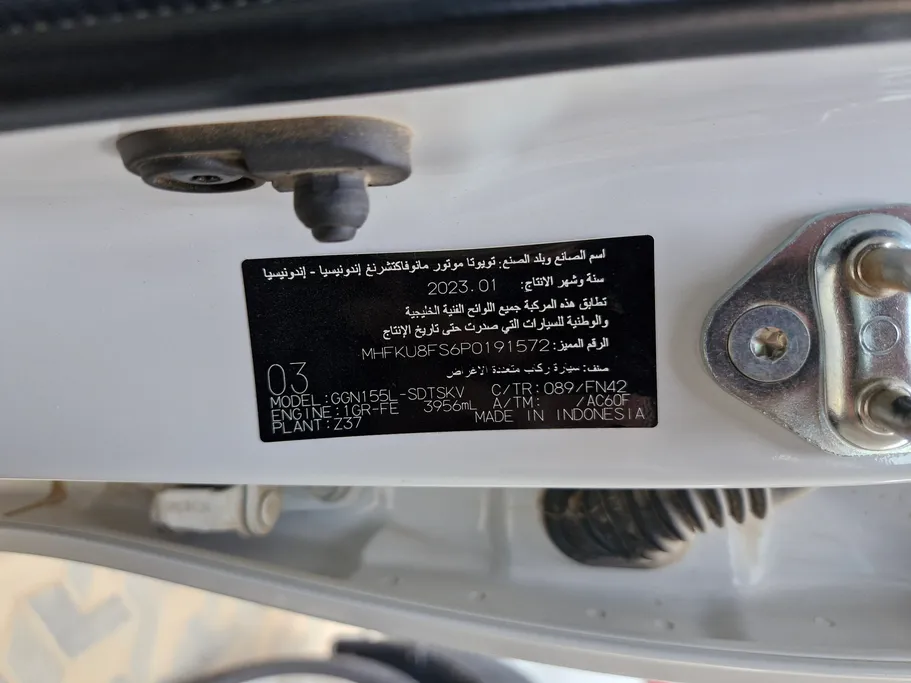 اسم الصانع وبلد الصنع: تويوتا موتور مانوفاكتشرنغ إندونيسيا - إندونيسيا
سنة وشهر الانتاج: 2023.01
تطابق هذه المركبة جميع اللوائح الفنية الخليجية
والوطنية للسيارات التي صدرت حتى تاريخ الإنتاج
الرقم المميز: MHFKU8FS6P0191572
صنف: سيارة ركاب متعددة الاغراض
03
MODEL:GGN155L-SDTSKV C/TR:089/FN42
ENGINE:1GR-FE 3956mL A/TM: /AC60F
PLANT:Z37 MADE IN INDONESIA